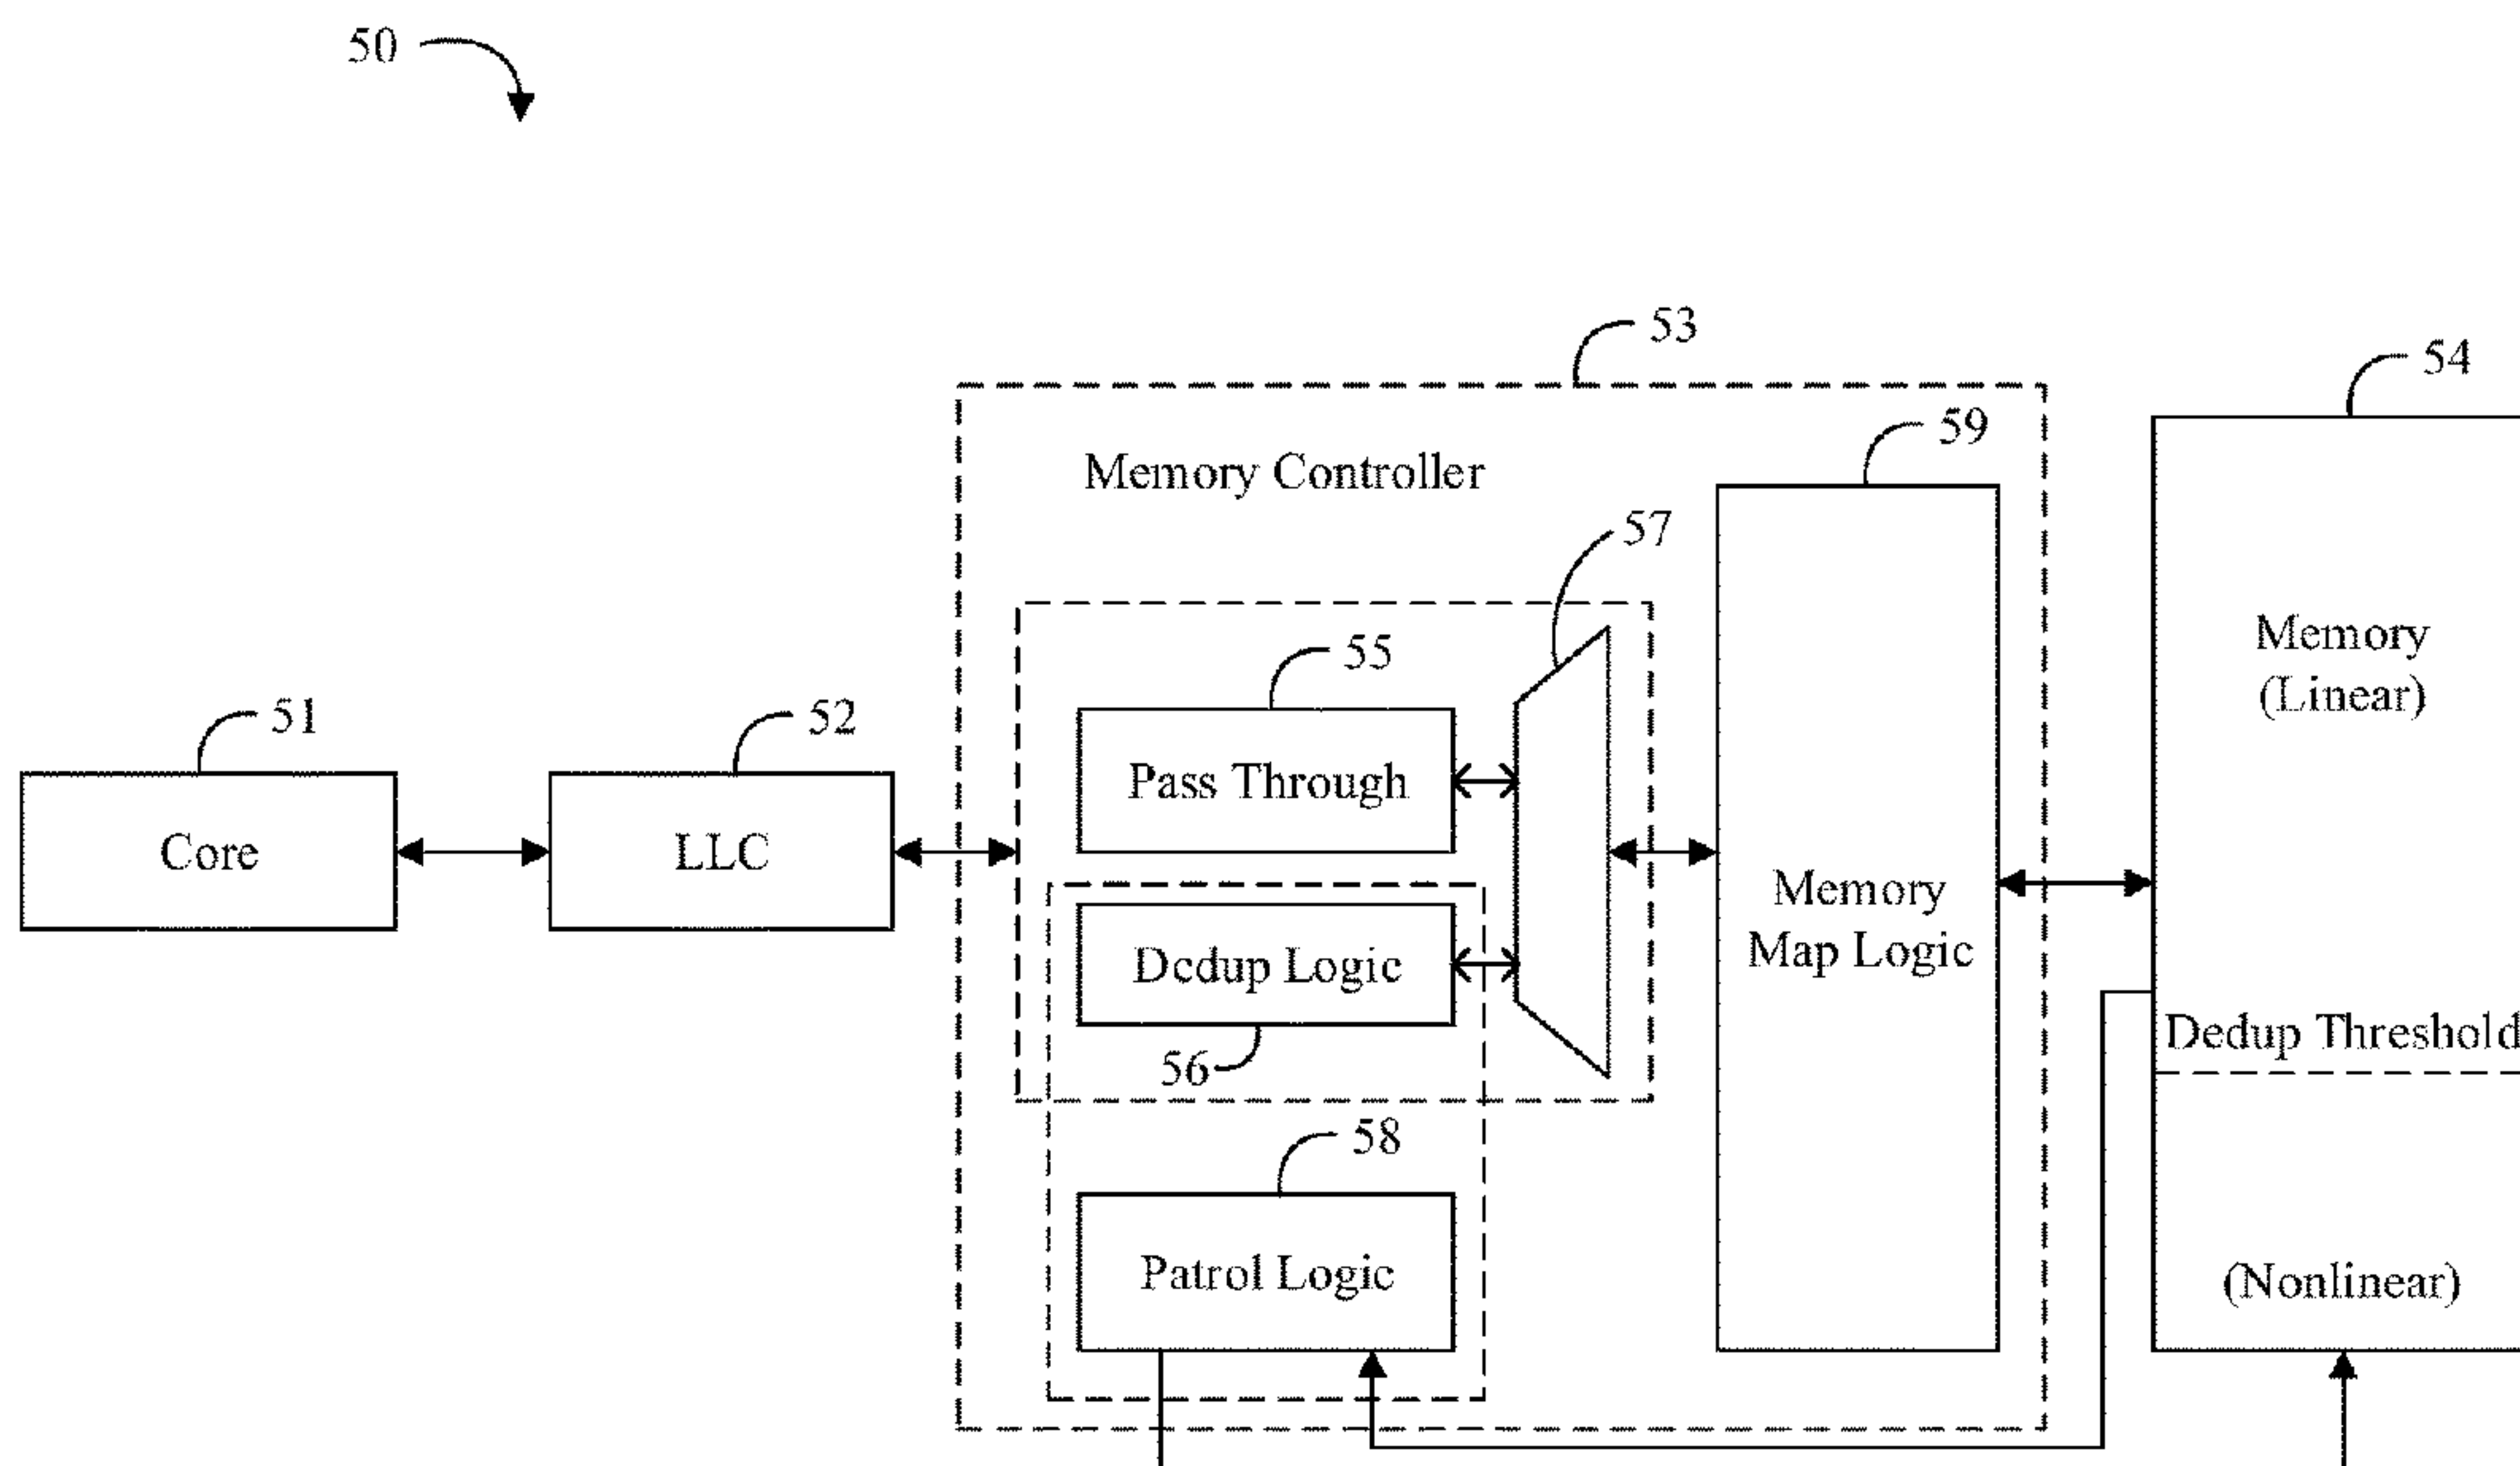 50
53
54
59
Memory Controller
57
Memory
(Linear)
55
51
52
Pass Through
Core
LLC
Memory
Map Logic
Dedup Logic
Dedup Threshold
56
58
Patrol Logic
(Nonlinear)